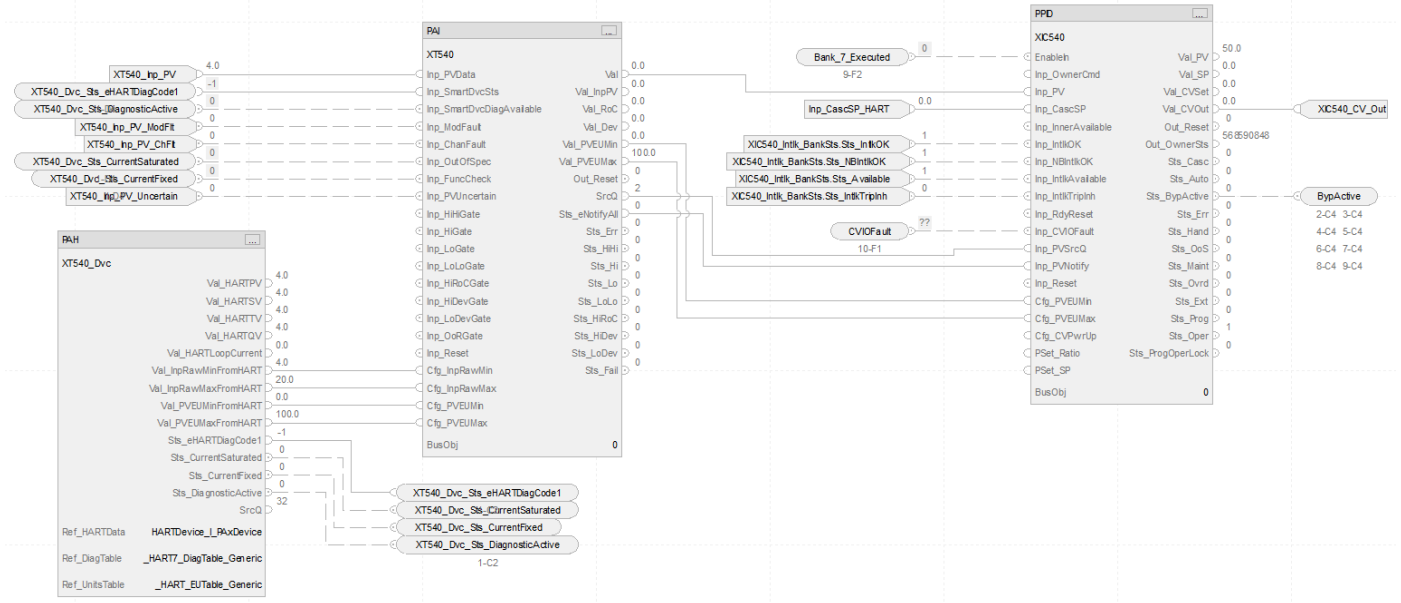 PPID
...
XIC540
Bank_7_Executed
0
9-F2
EnableIn
Val_PV
50.0
Inp_OwnerCmd
Val_SP
0.0
Inp_PV
Val_CVSet
0.0
Inp_CascSP_HART
0.0
Inp_CascSP
Val_CVOut
0.0
XIC540_CV_Out
Inp_InnerAvailable
Out_Reset
0
XIC540_Intlk_BankSts.Sts_IntlkOK
1
Inp_IntlkOK
Out_OwnerSts
568590848
XIC540_Intlk_BankSts.Sts_NBIntlkOK
1
Inp_NBIntlkOK
Sts_Casc
0
XIC540_Intlk_BankSts.Sts_Available
1
Inp_IntlkAvailable
Sts_Auto
0
XIC540_Intlk_BankSts.Sts_IntlkTripInh
0
Inp_IntlkTripInh
Sts_BypActive
0
BypActive
2-C4 3-C4
4-C4 5-C4
6-C4 7-C4
8-C4 9-C4
Inp_RdyReset
Sts_Err
0
CVIOFault
??
10-F1
Inp_CVIOFault
Sts_Hand
0
Inp_PVSrcQ
Sts_OoS
0
Inp_PVNotify
Sts_Maint
0
Inp_Reset
Sts_Ovrd
0
Cfg_PVEUMin
Sts_Ext
0
Cfg_PVEUMax
Sts_Prog
0
Cfg_CVPwrUp
Sts_Oper
1
PSet_Ratio
Sts_ProgOperLock
0
PSet_SP
BusObj
0
PAI
...
XT540
XT540_Inp_PV
4.0
Inp_PVData
Val
0.0
XT540_Dvc_Sts_eHARTDiagCode1
-1
Inp_SmartDvcSts
Val_InpPV
0.0
XT540_Dvc_Sts_DiagnosticActive
0
Inp_SmartDvcDiagAvailable
Val_RoC
0.0
XT540_Inp_PV_ModFlt
0
Inp_ModFault
Val_Dev
0.0
XT540_Inp_PV_ChFlt
0
Inp_ChanFault
Val_PVEUMin
0.0
XT540_Dvc_Sts_CurrentSaturated
0
Inp_OutOfSpec
Val_PVEUMax
100.0
XT540_Dvc_Sts_CurrentFixed
0
Inp_FuncCheck
Out_Reset
0
XT540_Inp_PV_Uncertain
0
Inp_PVUncertain
SrcQ
2
Inp_HiHiGate
Sts_eNotifyAll
0
Inp_HiGate
Sts_Err
0
Inp_LoGate
Sts_HiHi
0
Inp_LoLoGate
Sts_Hi
0
Inp_HiRoCGate
Sts_Lo
0
Inp_HiDevGate
Sts_LoLo
0
Inp_LoDevGate
Sts_HiRoC
0
Inp_OoRGate
Sts_HiDev
0
Inp_Reset
Sts_LoDev
0
Cfg_InpRawMin
Sts_Fail
0
Cfg_InpRawMax
Cfg_PVEUMin
Cfg_PVEUMax
BusObj
0
PAH
...
XT540_Dvc
Val_HARTPV
4.0
Val_HARTSV
4.0
Val_HARTTV
4.0
Val_HARTQV
4.0
Val_HARTLoopCurrent
0.0
Val_InpRawMinFromHART
4.0
Val_InpRawMaxFromHART
20.0
Val_PVEUMinFromHART
0.0
Val_PVEUMaxFromHART
100.0
Sts_eHARTDiagCode1
-1
Sts_CurrentSaturated
0
Sts_CurrentFixed
0
Sts_DiagnosticActive
0
SrcQ
32
Ref_HARTData
HARTDevice_I_PAxDevice
Ref_DiagTable
_HART7_DiagTable_Generic
Ref_UnitsTable
_HART_EUTable_Generic
XT540_Dvc_Sts_eHARTDiagCode1
XT540_Dvc_Sts_CurrentSaturated
XT540_Dvc_Sts_CurrentFixed
XT540_Dvc_Sts_DiagnosticActive
1-C2